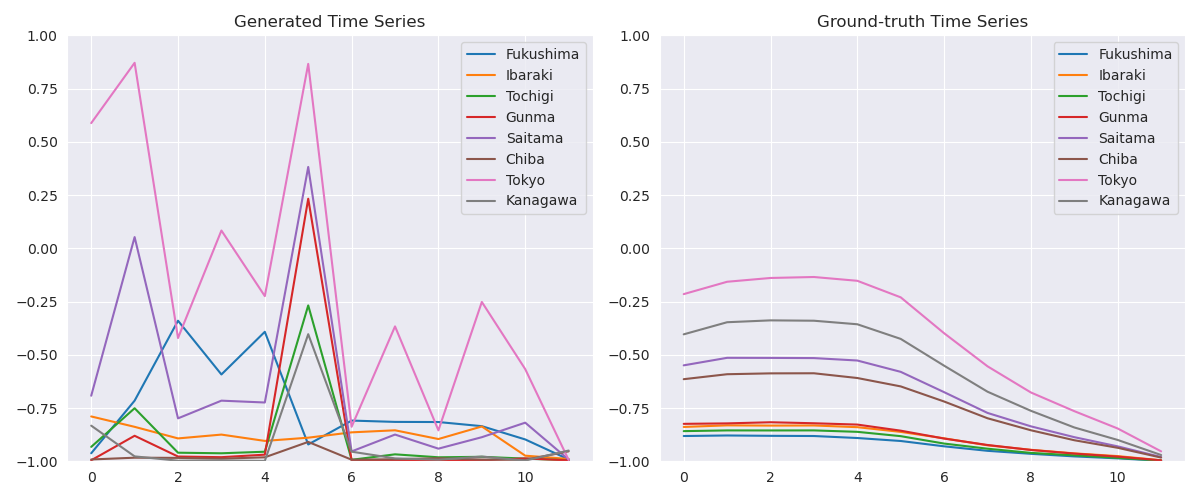 Generated Time Series
1.00
0.75
0.50
0.25
0.00
−0.25
−0.50
−0.75
−1.00
0 2 4 6 8 10
Fukushima
Ibaraki
Tochigi
Gunma
Saitama
Chiba
Tokyo
Kanagawa
Ground-truth Time Series
1.00
0.75
0.50
0.25
0.00
−0.25
−0.50
−0.75
−1.00
0 2 4 6 8 10
Fukushima
Ibaraki
Tochigi
Gunma
Saitama
Chiba
Tokyo
Kanagawa